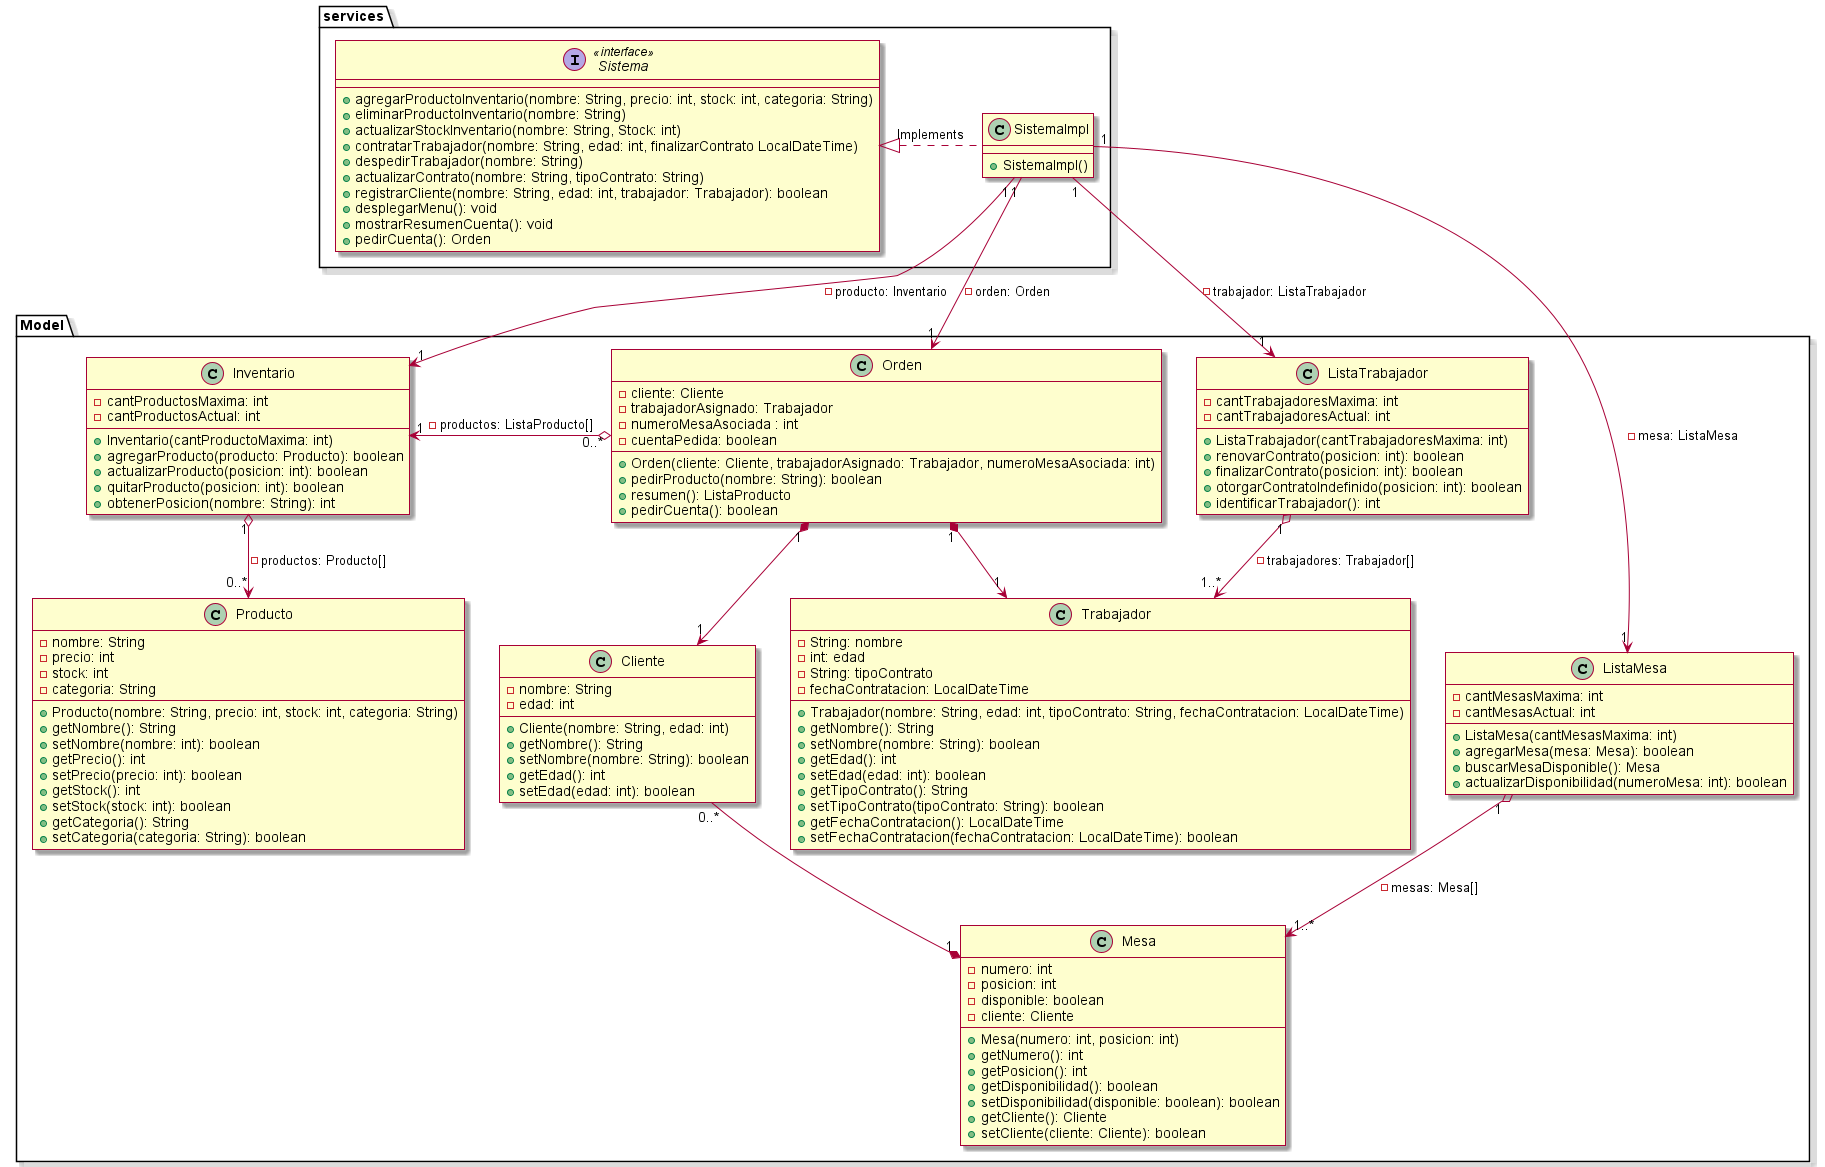 services
I
«interface»
Sistema
agregarProductoInventario(nombre: String, precio: int, stock: int, categoria: String)
eliminarProductoInventario(nombre: String)
actualizarStockInventario(nombre: String, Stock: int)
contratarTrabajador(nombre: String, edad: int, finalizarContrato LocalDateTime)
despedirTrabajador(nombre: String)
actualizarContrato(nombre: String, tipoContrato: String)
registrarCliente(nombre: String, edad: int, trabajador: Trabajador): boolean
desplegarMenu(): void
mostrarResumenCuenta(): void
pedirCuenta(): Orden
Implements
C SistemaImpl
SistemaImpl()
1
1
1
1
producto: Inventario
orden: Orden
trabajador: ListaTrabajador
mesa: ListaMesa
Model
1
1
1
1
C Inventario
cantProductosMaxima: int
cantProductosActual: int
Inventario(cantProductoMaxima: int)
agregarProducto(producto: Producto): boolean
actualizarProducto(posicion: int): boolean
quitarProducto(posicion: int): boolean
obtenerPosicion(nombre: String): int
1
productos: ListaProducto[]
0..*
C Orden
cliente: Cliente
trabajadorAsignado: Trabajador
numeroMesaAsociada : int
cuentaPedida: boolean
Orden(cliente: Cliente, trabajadorAsignado: Trabajador, numeroMesaAsociada: int)
pedirProducto(nombre: String): boolean
resumen(): ListaProducto
pedirCuenta(): boolean
C ListaTrabajador
cantTrabajadoresMaxima: int
cantTrabajadoresActual: int
ListaTrabajador(cantTrabajadoresMaxima: int)
renovarContrato(posicion: int): boolean
finalizarContrato(posicion: int): boolean
otorgarContratoIndefinido(posicion: int): boolean
identificarTrabajador(): int
1
productos: Producto[]
0..*
1
1
1
1
1
trabajadores: Trabajador[]
1..*
C Producto
nombre: String
precio: int
stock: int
categoria: String
Producto(nombre: String, precio: int, stock: int, categoria: String)
getNombre(): String
setNombre(nombre: int): boolean
getPrecio(): int
setPrecio(precio: int): boolean
getStock(): int
setStock(stock: int): boolean
getCategoria(): String
setCategoria(categoria: String): boolean
C Cliente
nombre: String
edad: int
Cliente(nombre: String, edad: int)
getNombre(): String
setNombre(nombre: String): boolean
getEdad(): int
setEdad(edad: int): boolean
C Trabajador
String: nombre
int: edad
String: tipoContrato
fechaContratacion: LocalDateTime
Trabajador(nombre: String, edad: int, tipoContrato: String, fechaContratacion: LocalDateTime)
getNombre(): String
setNombre(nombre: String): boolean
getEdad(): int
setEdad(edad: int): boolean
getTipoContrato(): String
setTipoContrato(tipoContrato: String): boolean
getFechaContratacion(): LocalDateTime
setFechaContratacion(fechaContratacion: LocalDateTime): boolean
C ListaMesa
cantMesasMaxima: int
cantMesasActual: int
ListaMesa(cantMesasMaxima: int)
agregarMesa(mesa: Mesa): boolean
buscarMesaDisponible(): Mesa
actualizarDisponibilidad(numeroMesa: int): boolean
0..*
1
1
mesas: Mesa[]
1..*
C Mesa
numero: int
posicion: int
disponible: boolean
cliente: Cliente
Mesa(numero: int, posicion: int)
getNumero(): int
getPosicion(): int
getDisponibilidad(): boolean
setDisponibilidad(disponible: boolean): boolean
getCliente(): Cliente
setCliente(cliente: Cliente): boolean